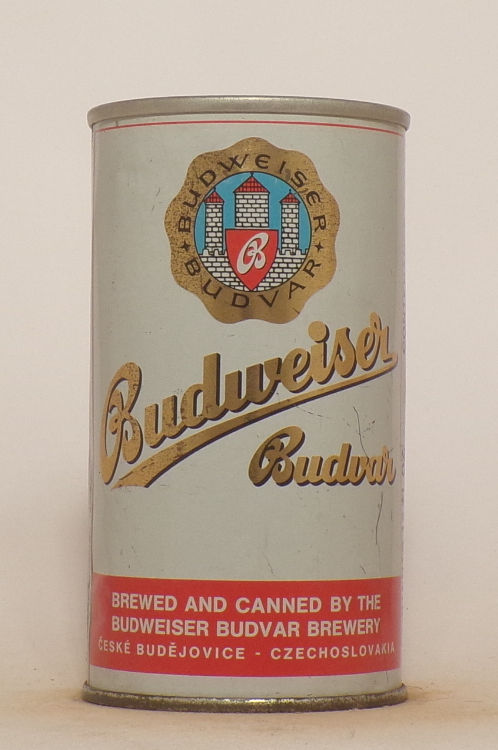 BUDWEISER
BUDVAR
B
Budweiser
Budvar
BREWED AND CANNED BY THE
BUDWEISER BUDVAR BREWERY
ČESKÉ BUDĚJOVICE - CZECHOSLOVAKIA